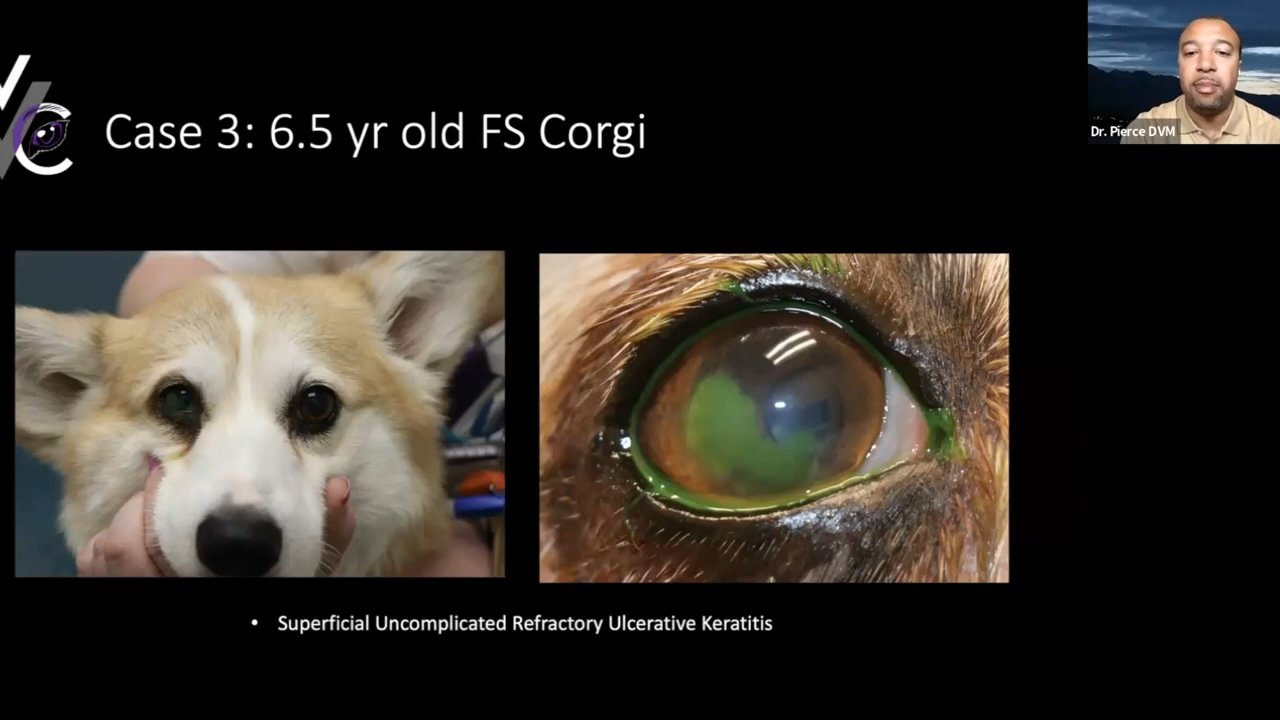 Case 3: 6.5 yr old FS Corgi
Dr. Pierce DVM
• Superficial Uncomplicated Refractory Ulcerative Keratitis